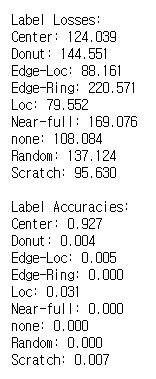 Label Losses:
Center: 124.039
Donut: 144.551
Edge-Loc: 88.161
Edge-Ring: 220.571
Loc: 79.552
Near-full: 169.076
none: 108.084
Random: 137.124
Scratch: 95.630

Label Accuracies:
Center: 0.927
Donut: 0.004
Edge-Loc: 0.005
Edge-Ring: 0.000
Loc: 0.031
Near-full: 0.000
none: 0.000
Random: 0.000
Scratch: 0.007